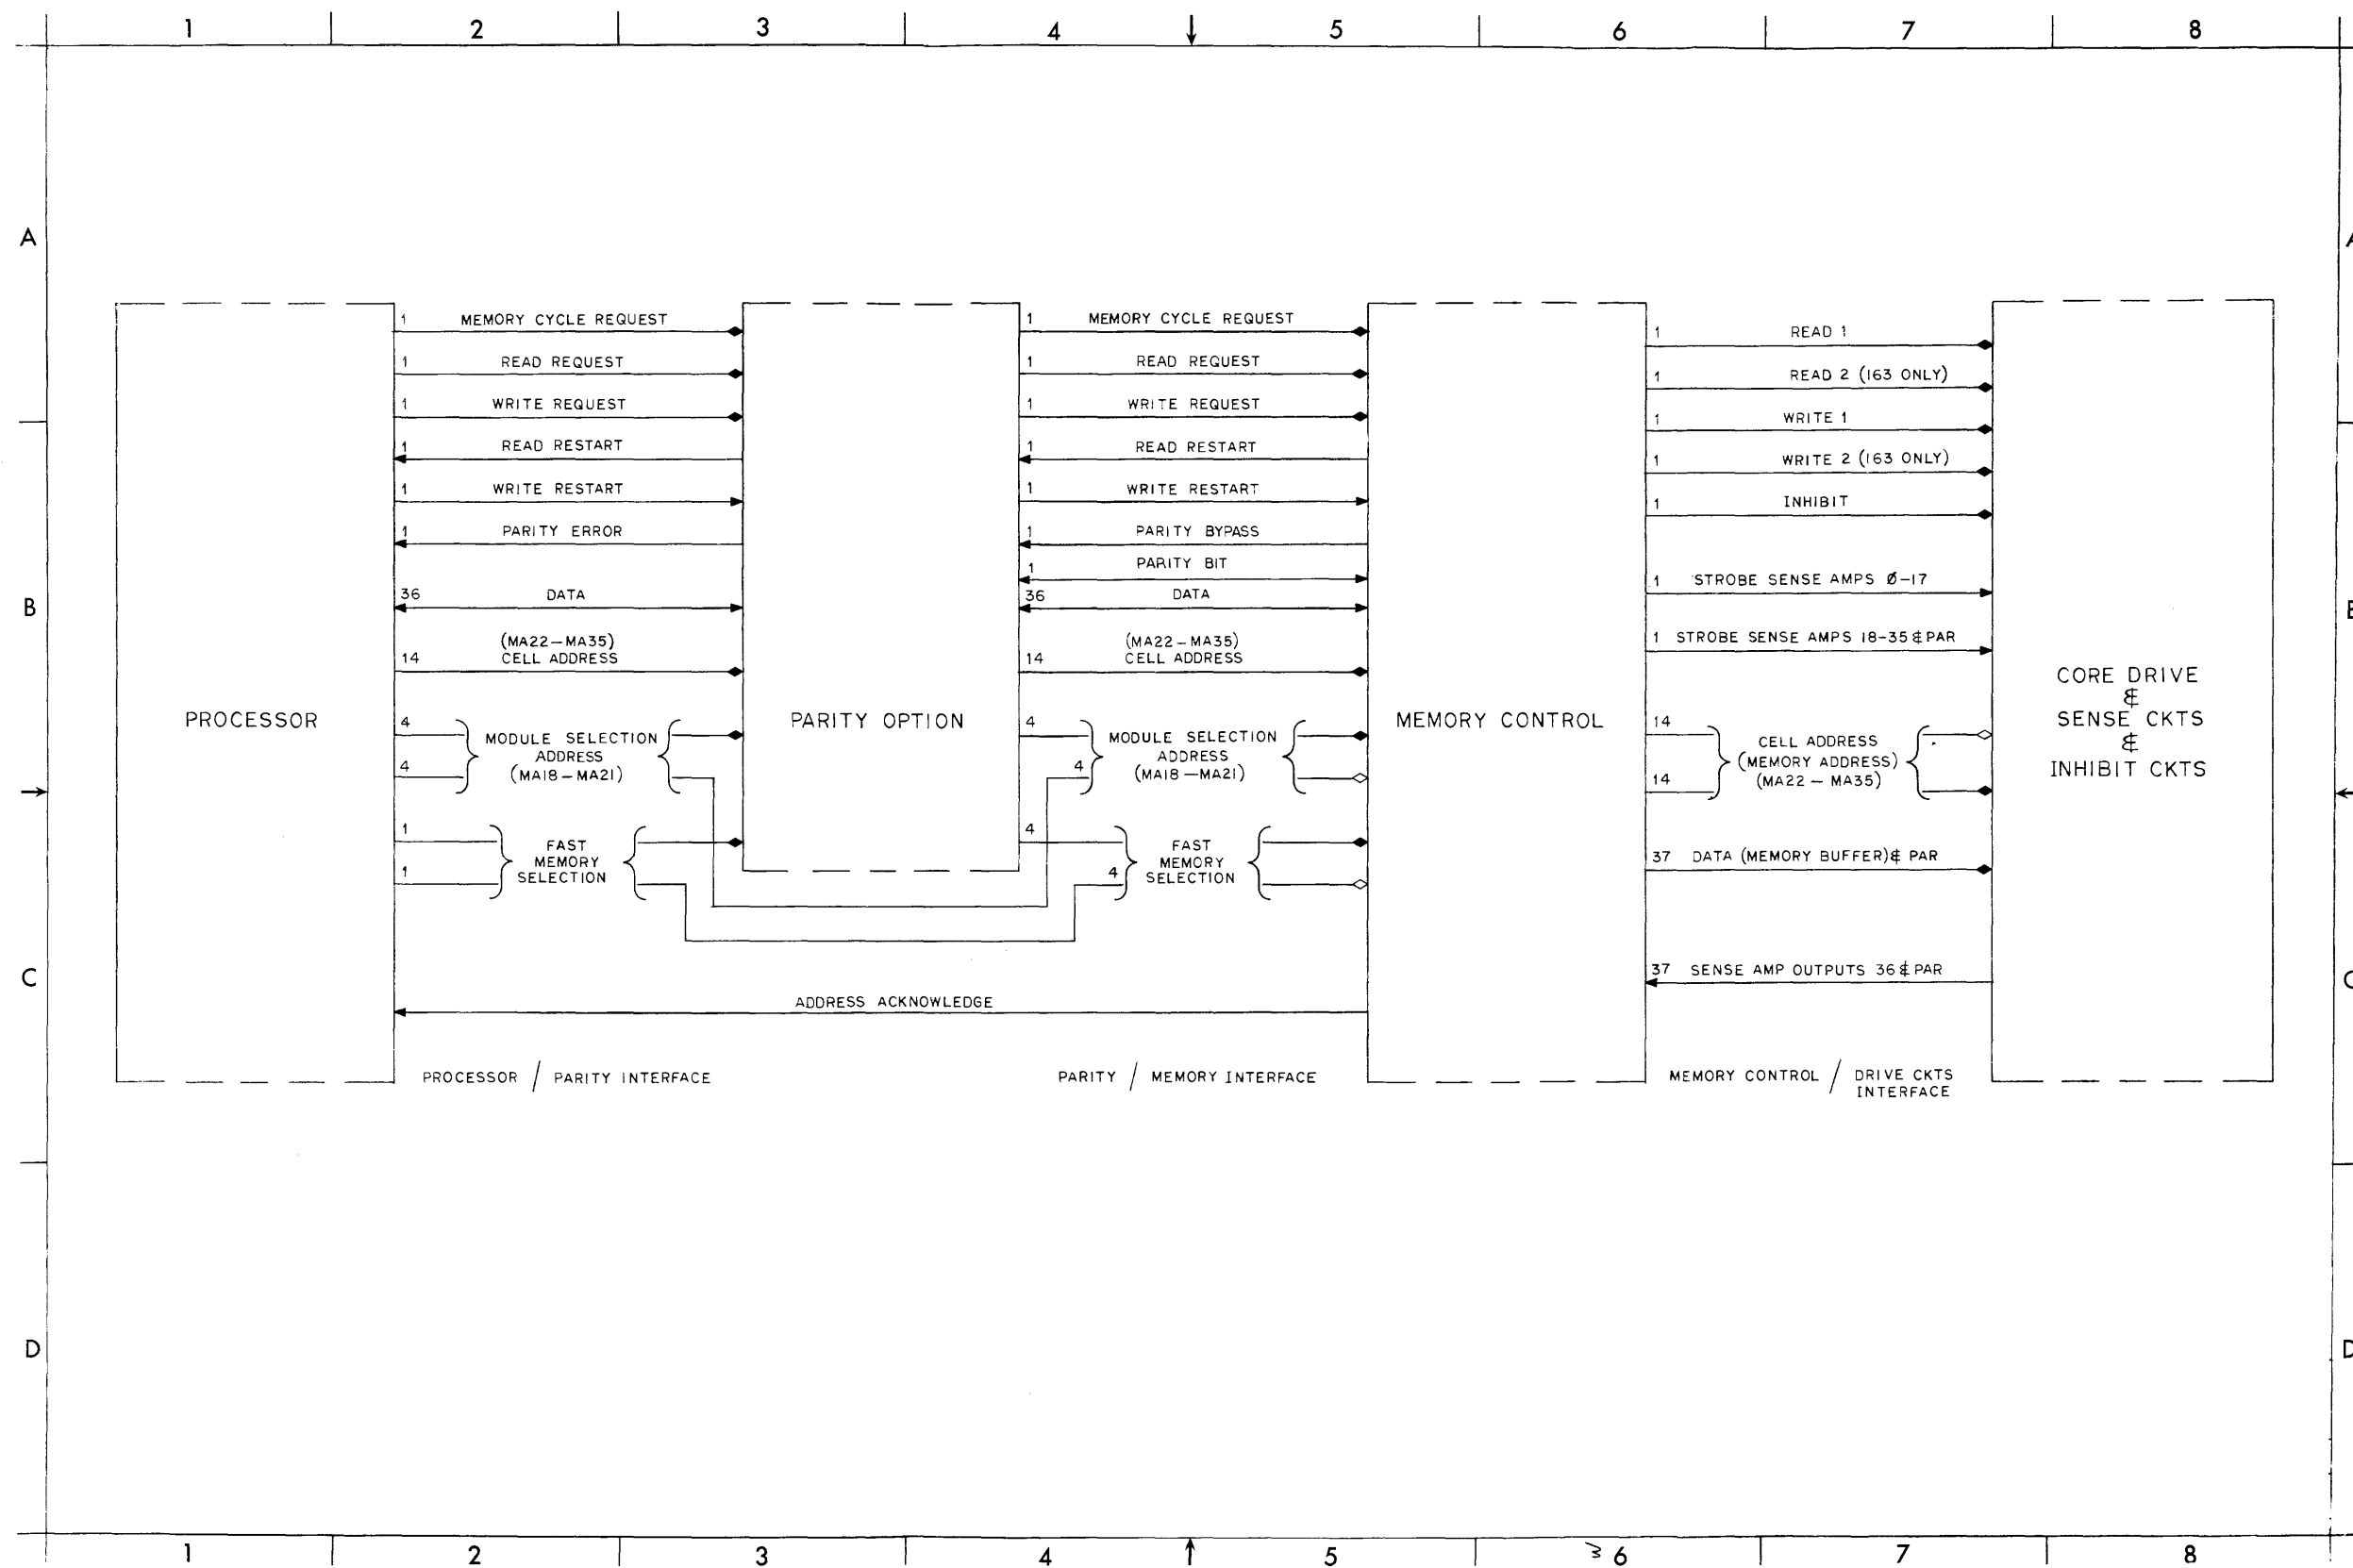 1 2 3 4 5 6 7 8
A
B
C
D
PROCESSOR
1 MEMORY CYCLE REQUEST
1 READ REQUEST
1 WRITE REQUEST
1 READ RESTART
1 WRITE RESTART
1 PARITY ERROR
36 DATA
(MA22–MA35)
14 CELL ADDRESS
4
MODULE SELECTION
ADDRESS
4
(MA18–MA21)
1
FAST
MEMORY
1
SELECTION
PROCESSOR / PARITY INTERFACE
PARITY OPTION
1 MEMORY CYCLE REQUEST
1 READ REQUEST
1 WRITE REQUEST
1 READ RESTART
1 WRITE RESTART
1 PARITY BYPASS
1 PARITY BIT
36 DATA
(MA22–MA35)
14 CELL ADDRESS
4
MODULE SELECTION
ADDRESS
4
(MA18–MA21)
4
FAST
MEMORY
4
SELECTION
ADDRESS ACKNOWLEDGE
PARITY / MEMORY INTERFACE
MEMORY CONTROL
1 READ 1
1 READ 2 (163 ONLY)
1 WRITE 1
1 WRITE 2 (163 ONLY)
1 INHIBIT
1 STROBE SENSE AMPS Ø–17
1 STROBE SENSE AMPS 18-35 & PAR
14
CELL ADDRESS
(MEMORY ADDRESS)
14
(MA22 – MA35)
37 DATA (MEMORY BUFFER) & PAR
37 SENSE AMP OUTPUTS 36 & PAR
MEMORY CONTROL / DRIVE CKTS
INTERFACE
CORE DRIVE
&
SENSE CKTS
&
INHIBIT CKTS
A
B
C
D
1 2 3 4 5 6 7 8